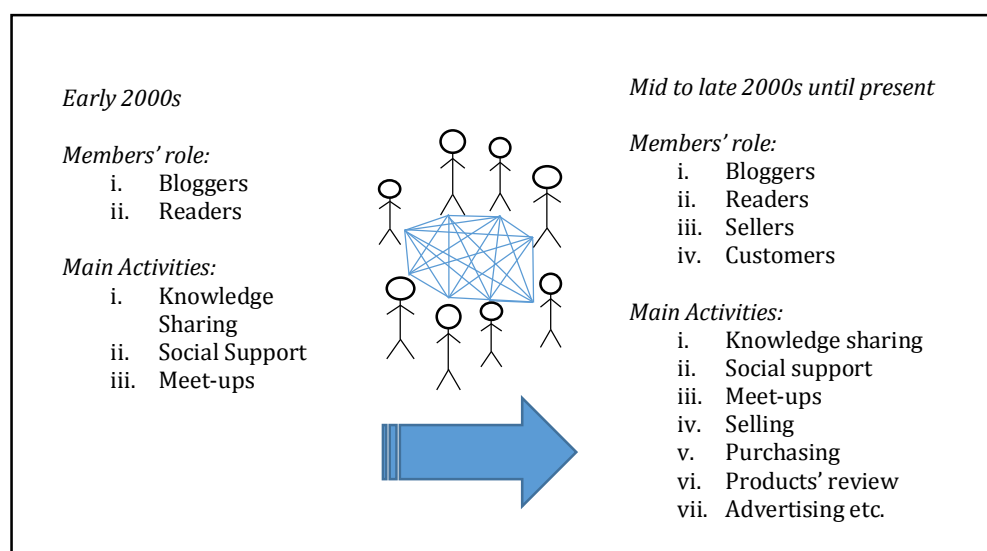 Early 2000s
Members’ role:
i. Bloggers
ii. Readers
Main Activities:
i. Knowledge
Sharing
ii. Social Support
iii. Meet-ups
Mid to late 2000s until present
Members’ role:
i. Bloggers
ii. Readers
iii. Sellers
iv. Customers
Main Activities:
i. Knowledge sharing
ii. Social support
iii. Meet-ups
iv. Selling
v. Purchasing
vi. Products’ review
vii. Advertising etc.